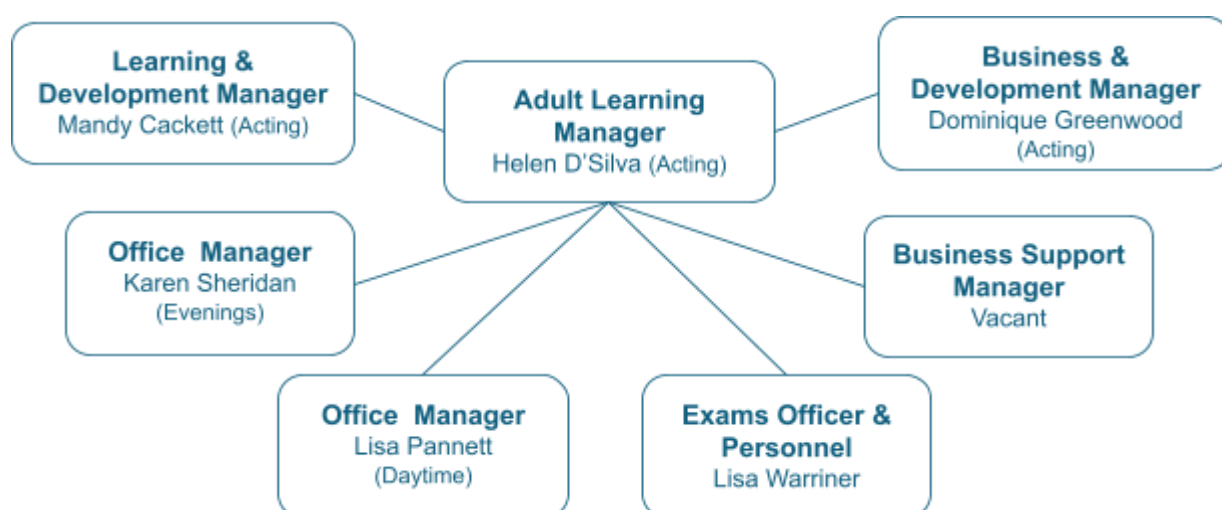 Learning &
Development Manager
Mandy Cackett (Acting)
Adult Learning
Manager
Helen D'Silva (Acting)
Business &
Development Manager
Dominique Greenwood
(Acting)
Office Manager
Karen Sheridan
(Evenings)
Business Support
Manager
Vacant
Office Manager
Lisa Pannett
(Daytime)
Exams Officer &
Personnel
Lisa Warriner